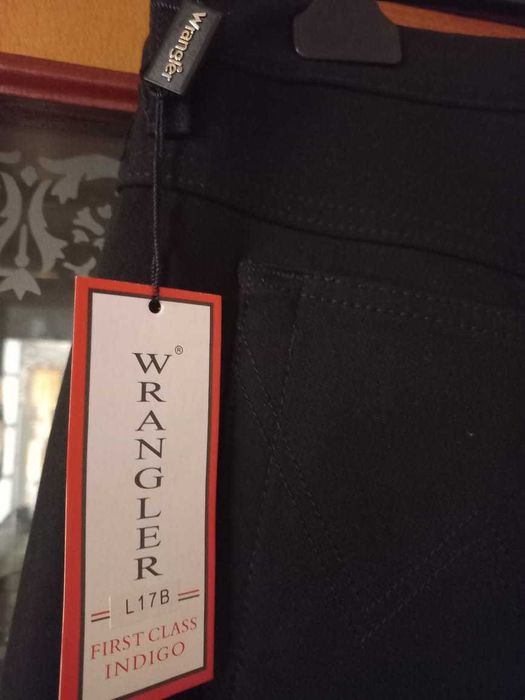 Wrangler
WRANGLER®
L17B
FIRST CLASS
INDIGO